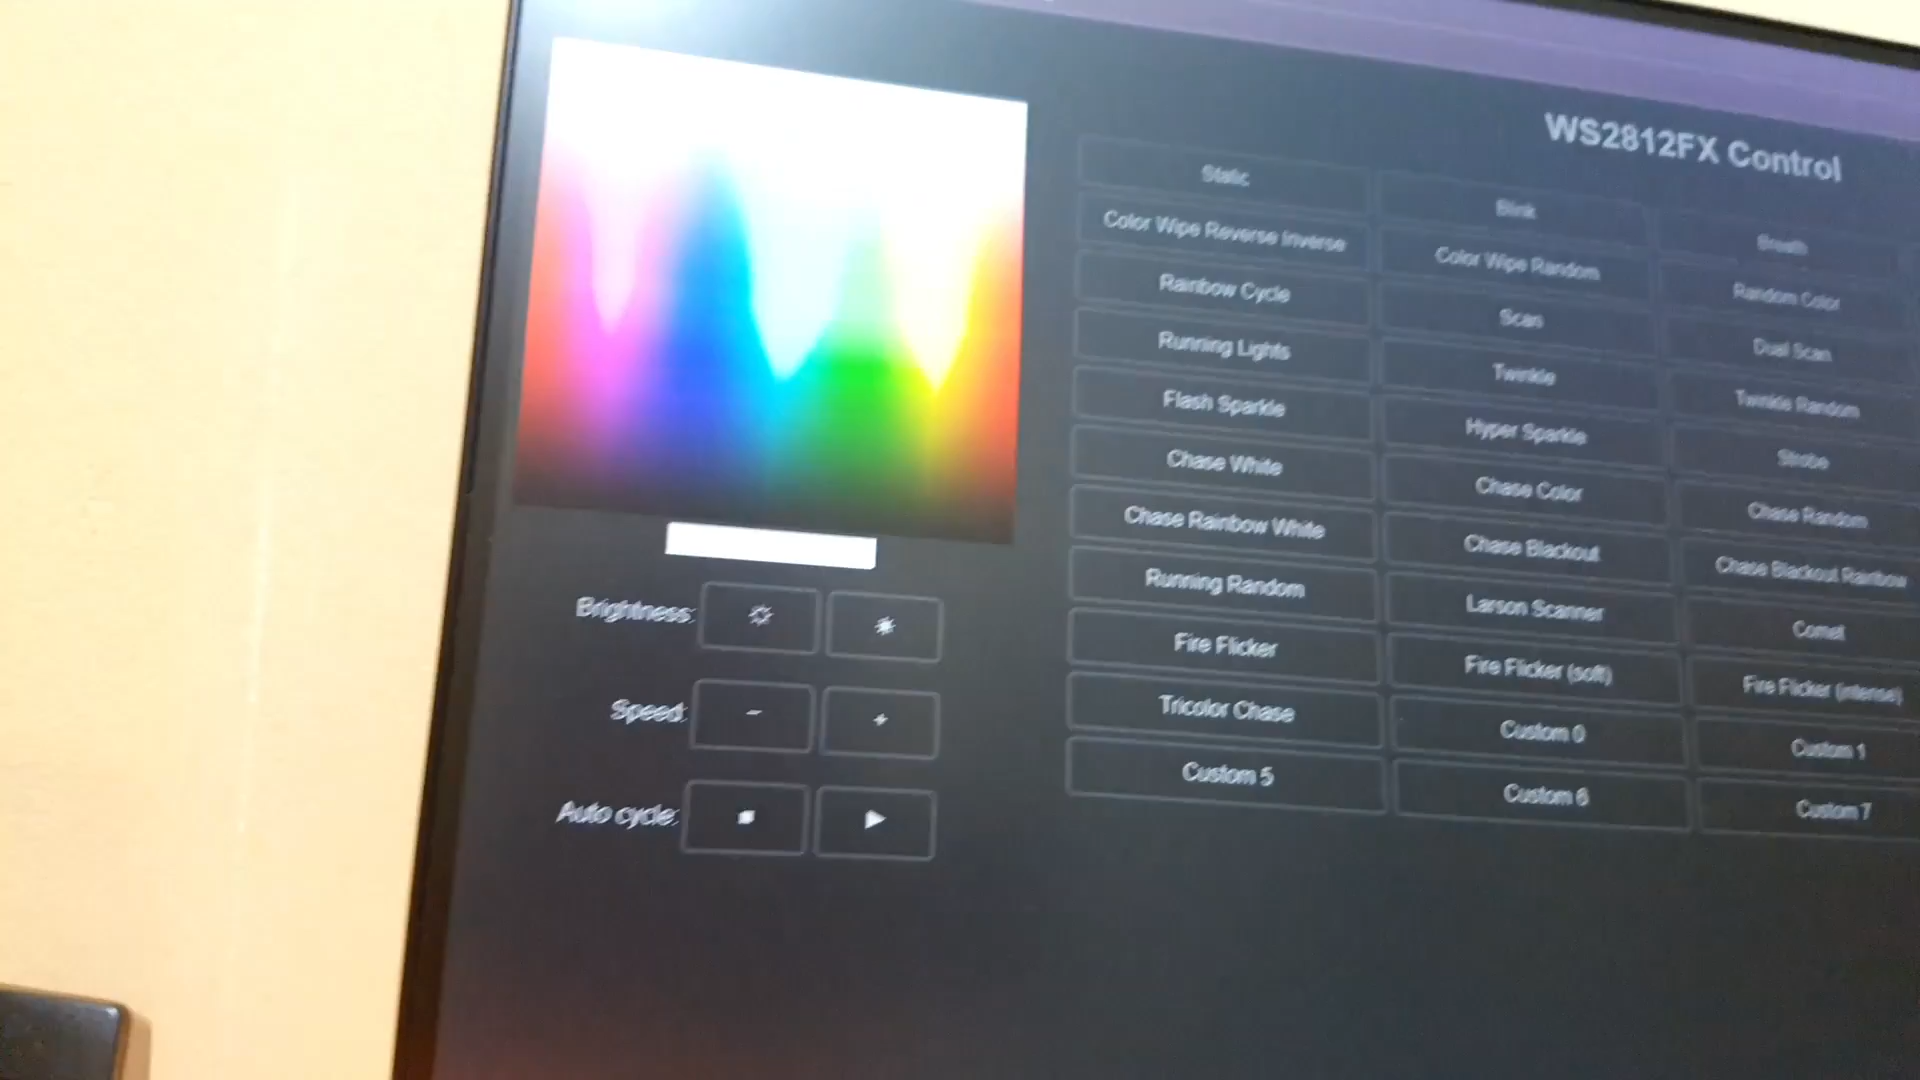 WS2812FX Control
Static Blink Breath
Color Wipe Reverse Inverse Color Wipe Random Random Color
Rainbow Cycle Scan Dual Scan
Running Lights Twinkle Twinkle Random
Flash Sparkle Hyper Sparkle Strobe
Chase White Chase Color Chase Random
Chase Rainbow White Chase Blackout Chase Blackout Rainbow
Running Random Larson Scanner Comet
Fire Flicker Fire Flicker (soft) Fire Flicker (intense)
Tricolor Chase Custom 0 Custom 1
Custom 5 Custom 6 Custom 7
Brightness:
Speed: - +
Auto cycle: